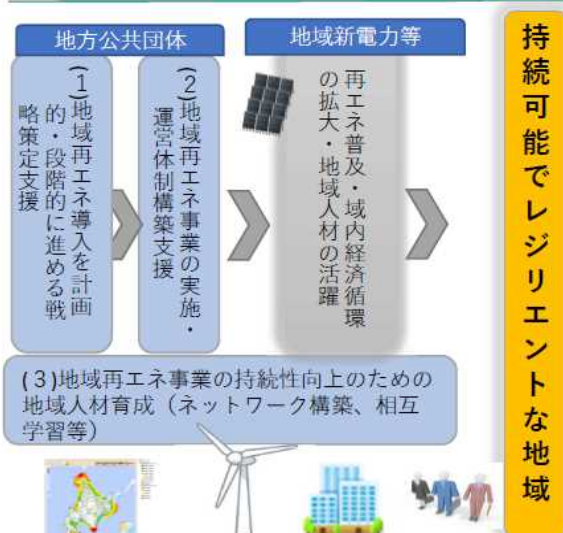 地方公共団体
(1)地域再エネ導入を計画
的・段階的に進める戦
略策定支援
(2)地域再エネ事業の実施・
運営体制構築支援
地域新電力等
再エネ普及・域内経済循環
の拡大・地域人材の活躍
(3)地域再エネ事業の持続性向上のための
地域人材育成（ネットワーク構築、相互
学習等）
持続可能でレジリエントな地域